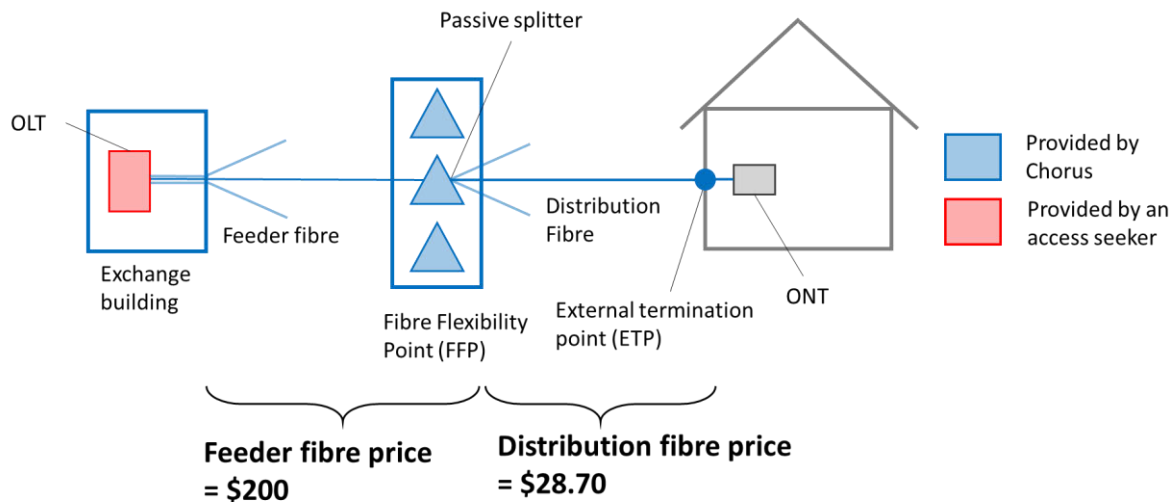 Passive splitter
OLT
Provided by
Chorus
Provided by an
access seeker
Feeder fibre
Distribution
Fibre
Exchange
building
ONT
External termination
point (ETP)
Fibre Flexibility
Point (FFP)
Feeder fibre price
= $200
Distribution fibre price
= $28.70